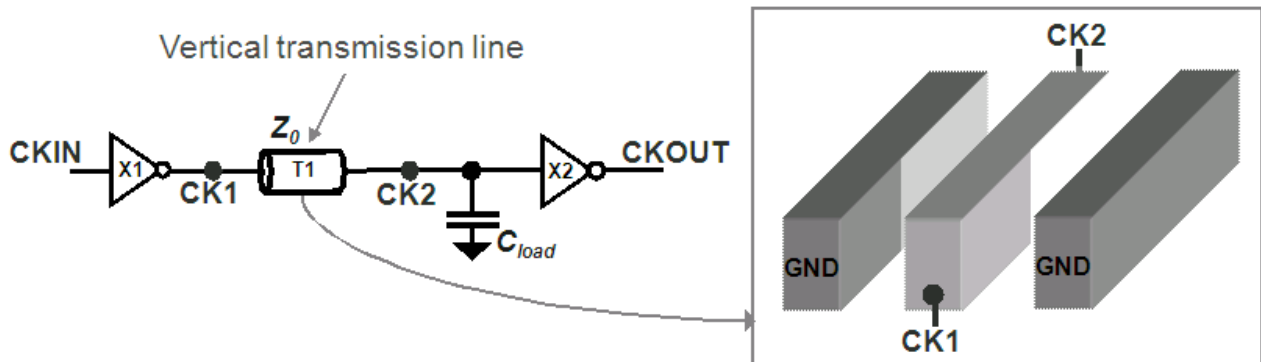 Vertical transmission line
CKIN
X1
CK1
Z0
T1
CK2
Cload
X2
CKOUT
CK2
GND
GND
CK1